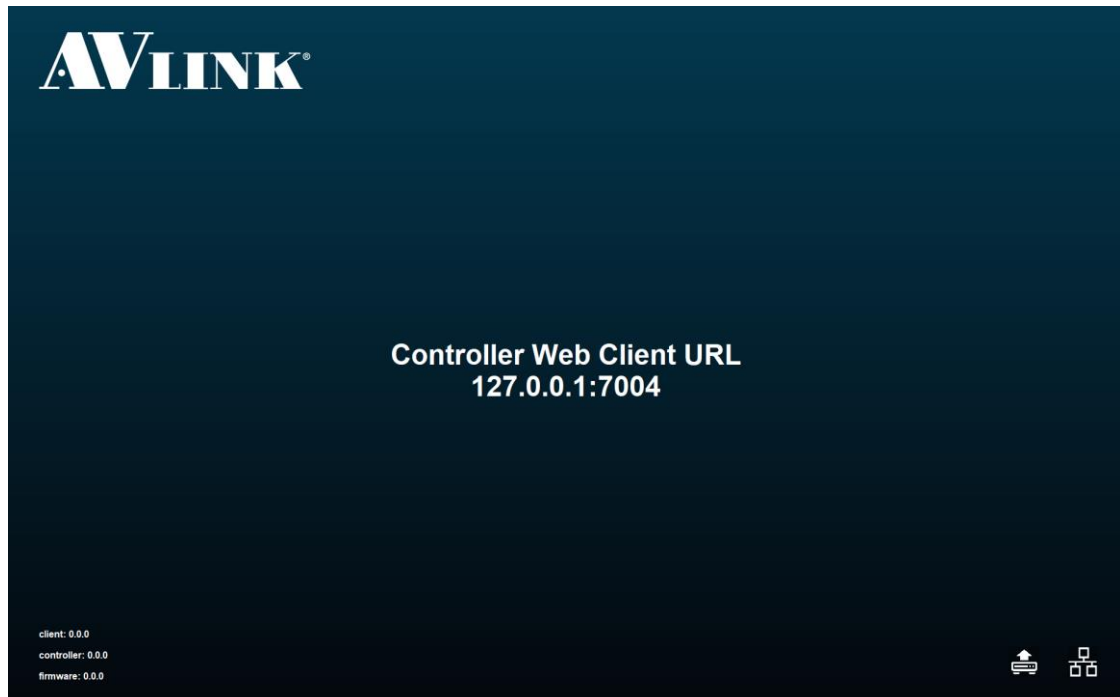 AVLINK®
Controller Web Client URL
127.0.0.1:7004
client: 0.0.0
controller: 0.0.0
firmware: 0.0.0